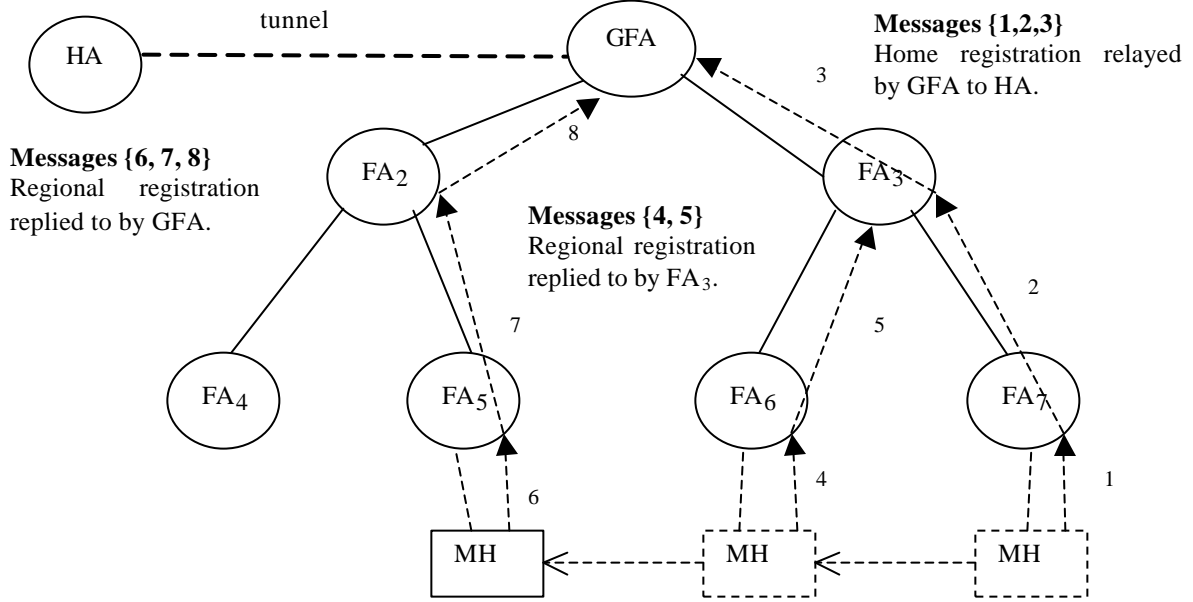 tunnel
HA
GFA
Messages {1,2,3}
Home registration relayed
by GFA to HA.
3
8
Messages {6, 7, 8}
Regional registration
replied to by GFA.
FA2
FA3
Messages {4, 5}
Regional registration
replied to by FA3.
2
7
5
FA4
FA5
FA6
FA7
6
4
1
MH
MH
MH